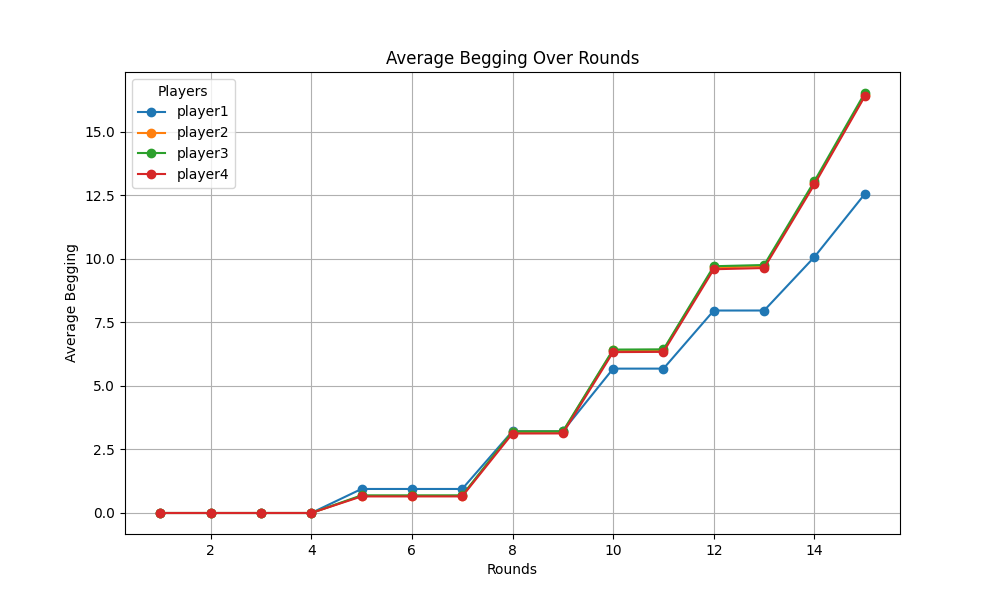 Average Begging Over Rounds
Players
player1
player2
player3
player4
Average Begging
15.0
12.5
10.0
7.5
5.0
2.5
0.0
2 4 6 8 10 12 14
Rounds